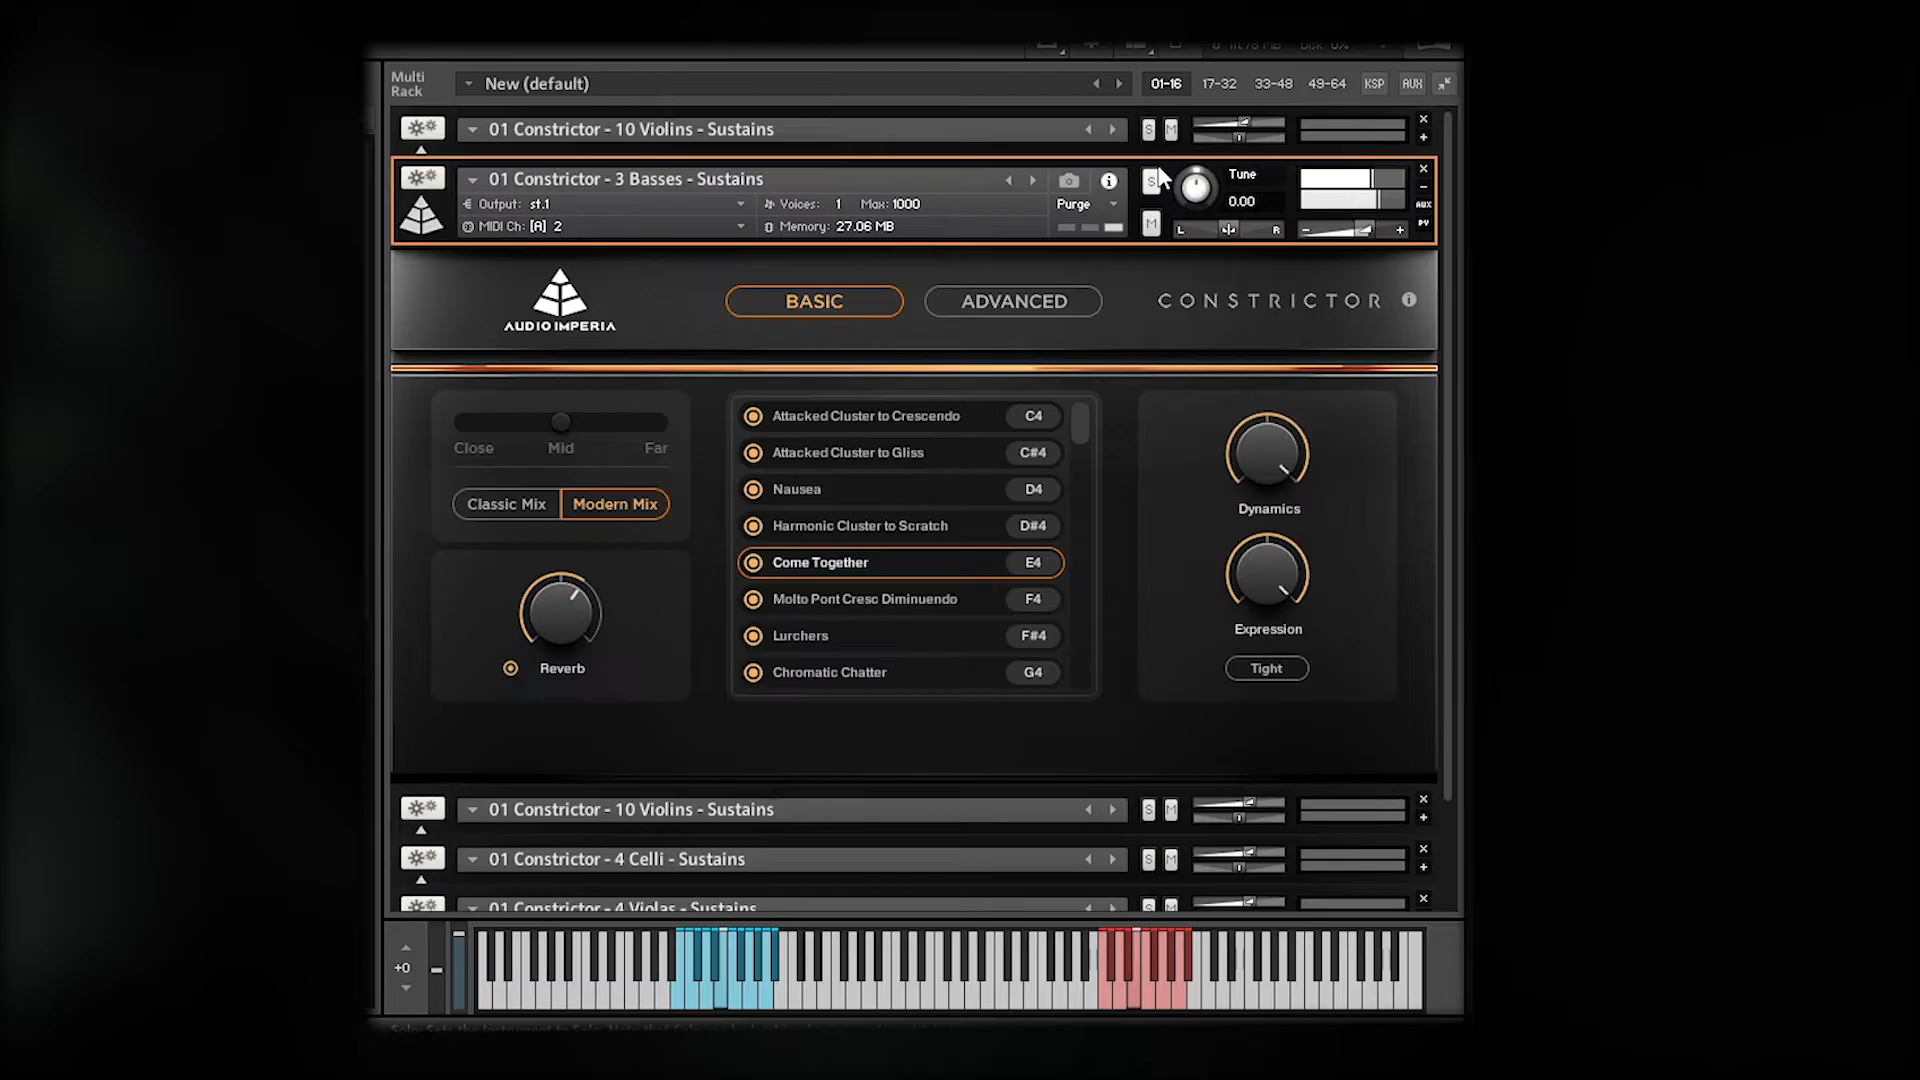 Multi
Rack
New (default)
01-16 17-32 33-48 49-64 KSP AUX
01 Constrictor - 10 Violins - Sustains
S M
01 Constrictor - 3 Basses - Sustains
Output: st.1
Voices: 1 Max: 1000
Purge
MIDI Ch: [A] 2
Memory: 27.06 MB
S
M
Tune
0.00
L R
AUX
PV
AUDIO IMPERIA
BASIC
ADVANCED
CONSTRICTOR
Close Mid Far
Classic Mix
Modern Mix
Reverb
Attacked Cluster to Crescendo C4
Attacked Cluster to Gliss C#4
Nausea D4
Harmonic Cluster to Scratch D#4
Come Together E4
Molto Pont Cresc Diminuendo F4
Lurchers F#4
Chromatic Chatter G4
Dynamics
Expression
Tight
01 Constrictor - 10 Violins - Sustains
S M
01 Constrictor - 4 Celli - Sustains
S M
01 Constrictor - 4 Violas - Sustains
S M
+0